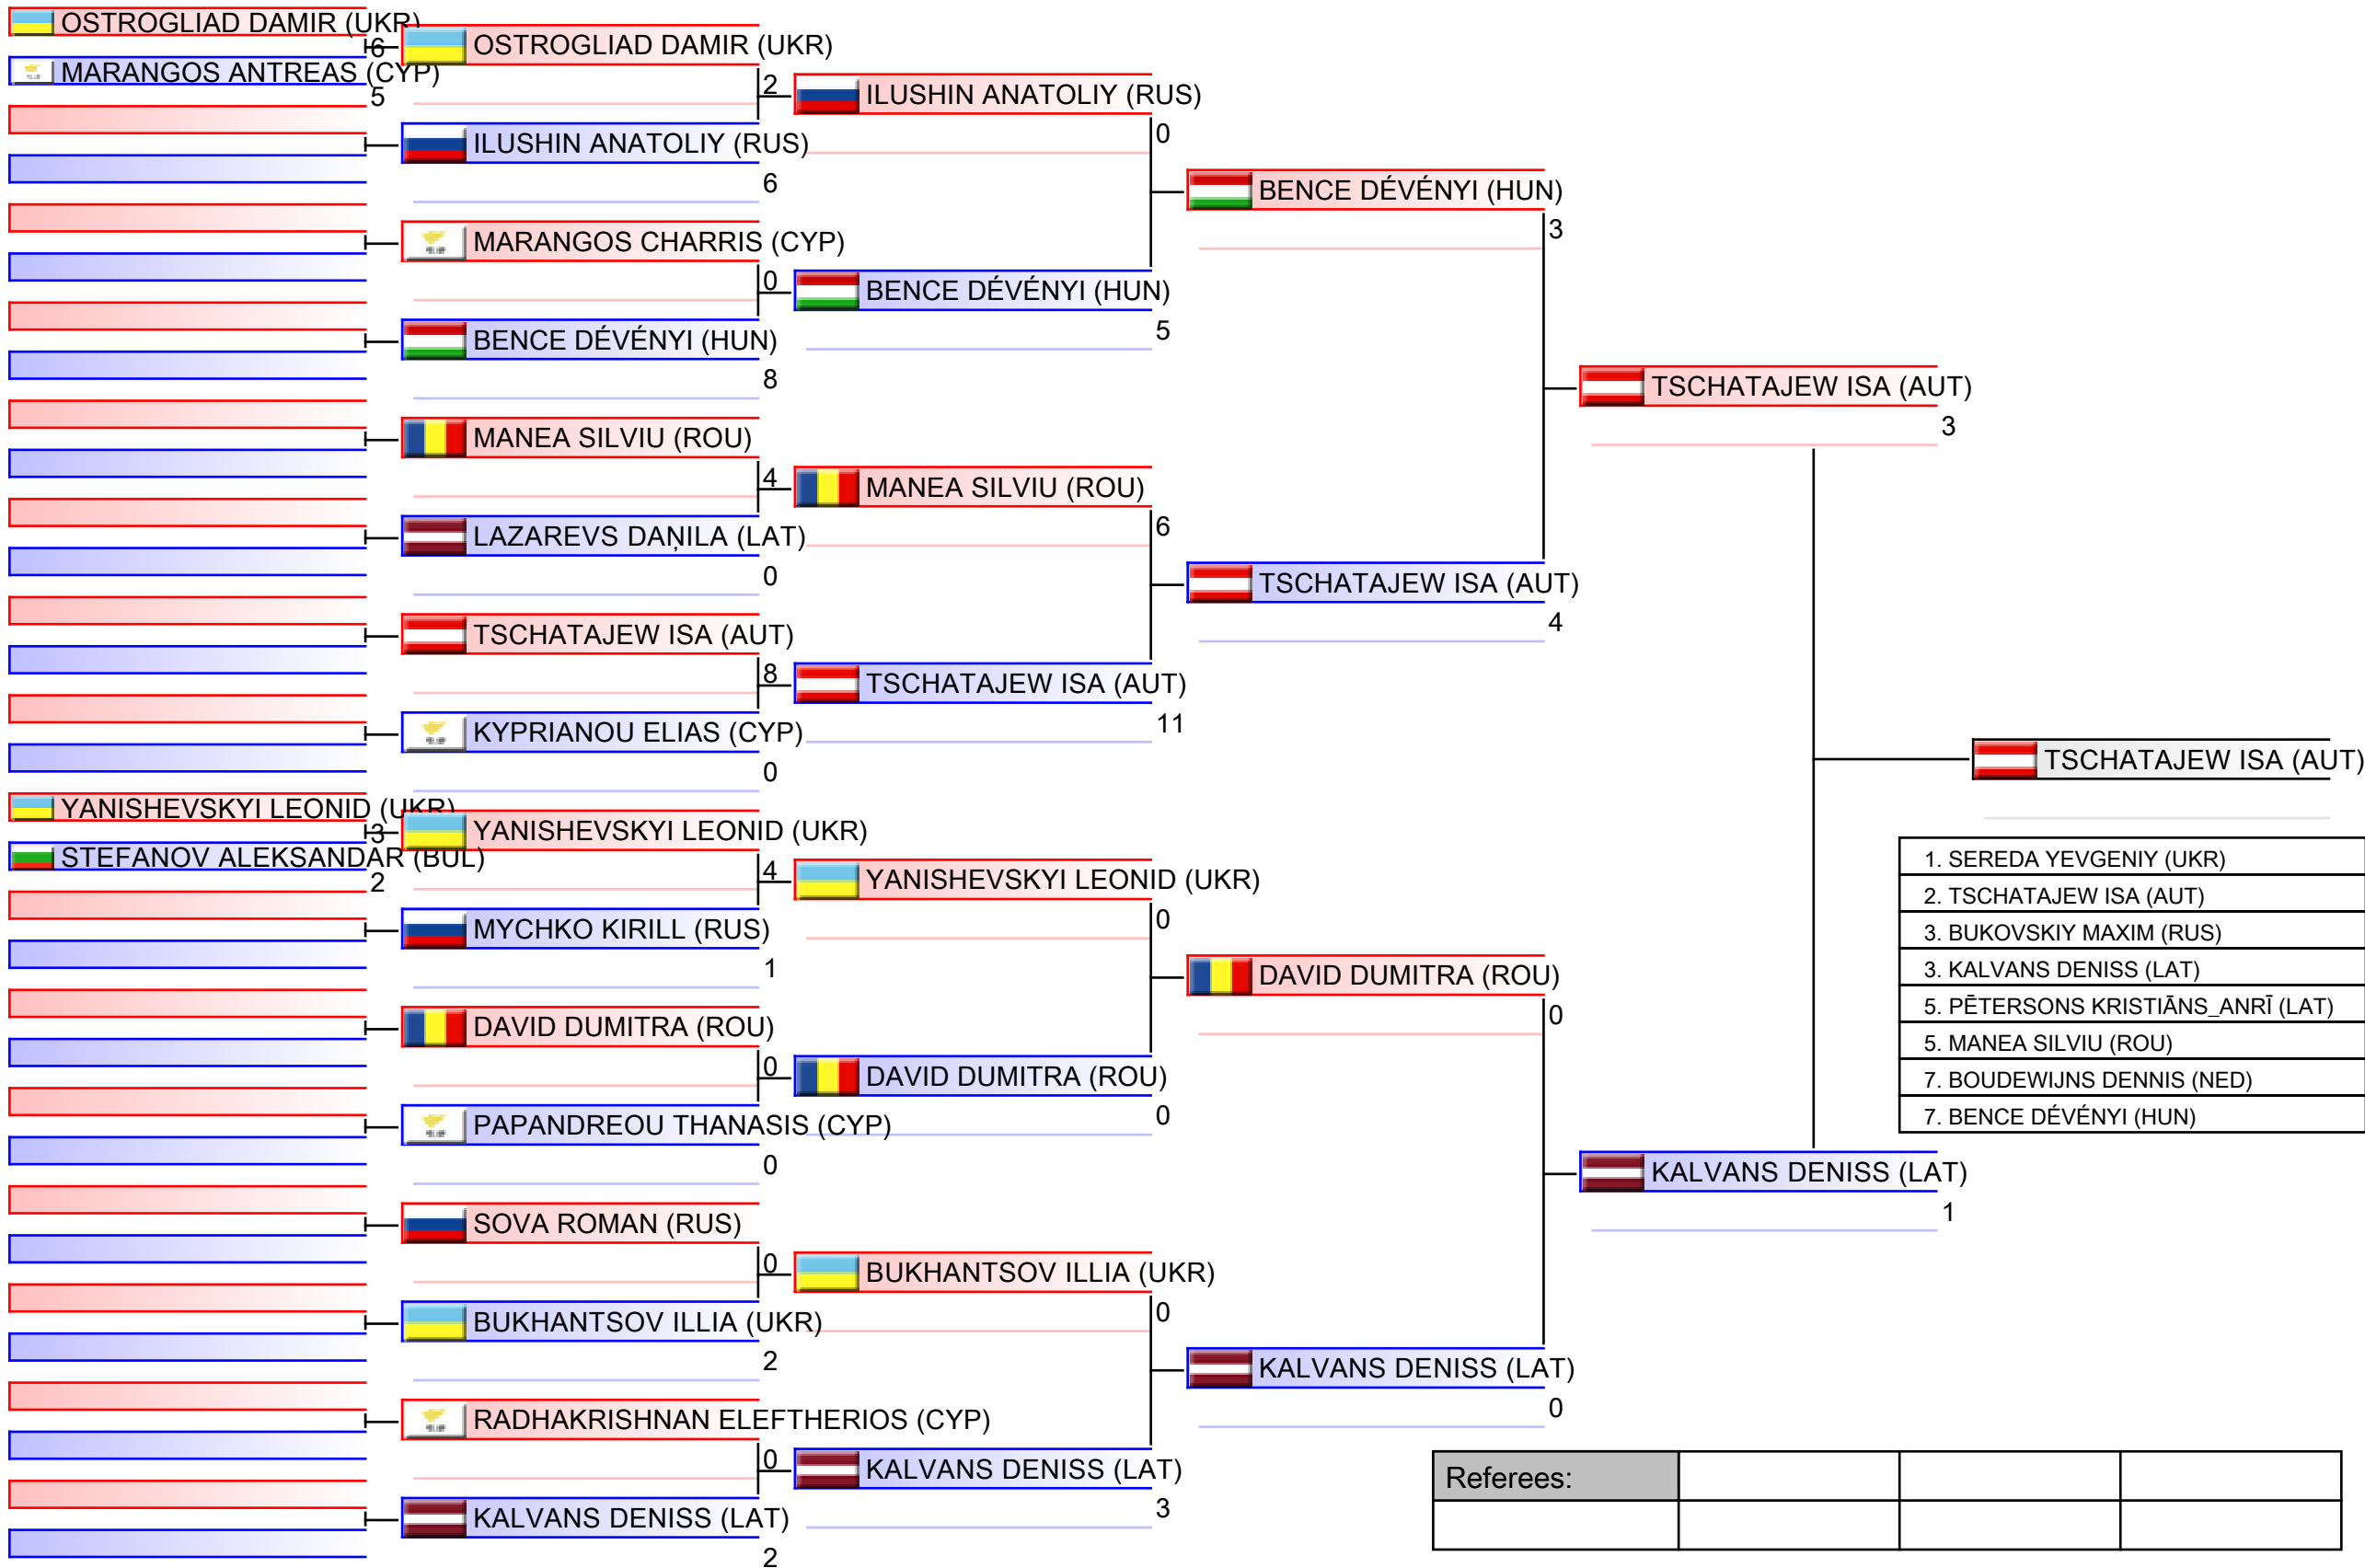 OSTROGLIAD DAMIR (UKR)
6
MARANGOS ANTREAS (CYP)
5
YANISHEVSKYI LEONID (UKR)
3
STEFANOV ALEKSANDAR (BUL)
2
OSTROGLIAD DAMIR (UKR)
2
ILUSHIN ANATOLIY (RUS)
6
MARANGOS CHARRIS (CYP)
0
BENCE DÉVÉNYI (HUN)
8
MANEA SILVIU (ROU)
4
LAZAREVS DAŅILA (LAT)
0
TSCHATAJEW ISA (AUT)
8
KYPRIANOU ELIAS (CYP)
0
YANISHEVSKYI LEONID (UKR)
4
MYCHKO KIRILL (RUS)
1
DAVID DUMITRA (ROU)
0
PAPANDREOU THANASIS (CYP)
0
SOVA ROMAN (RUS)
0
BUKHANTSOV ILLIA (UKR)
2
RADHAKRISHNAN ELEFTHERIOS (CYP)
0
KALVANS DENISS (LAT)
2
ILUSHIN ANATOLIY (RUS)
0
BENCE DÉVÉNYI (HUN)
5
MANEA SILVIU (ROU)
6
TSCHATAJEW ISA (AUT)
11
YANISHEVSKYI LEONID (UKR)
0
DAVID DUMITRA (ROU)
0
BUKHANTSOV ILLIA (UKR)
0
KALVANS DENISS (LAT)
3
BENCE DÉVÉNYI (HUN)
3
TSCHATAJEW ISA (AUT)
4
DAVID DUMITRA (ROU)
0
KALVANS DENISS (LAT)
0
TSCHATAJEW ISA (AUT)
3
KALVANS DENISS (LAT)
1
TSCHATAJEW ISA (AUT)
1. SEREDA YEVGENIY (UKR)
2. TSCHATAJEW ISA (AUT)
3. BUKOVSKIY MAXIM (RUS)
3. KALVANS DENISS (LAT)
5. PĒTERSONS KRISTIĀNS_ANRĪ (LAT)
5. MANEA SILVIU (ROU)
7. BOUDEWIJNS DENNIS (NED)
7. BENCE DÉVÉNYI (HUN)
Referees: